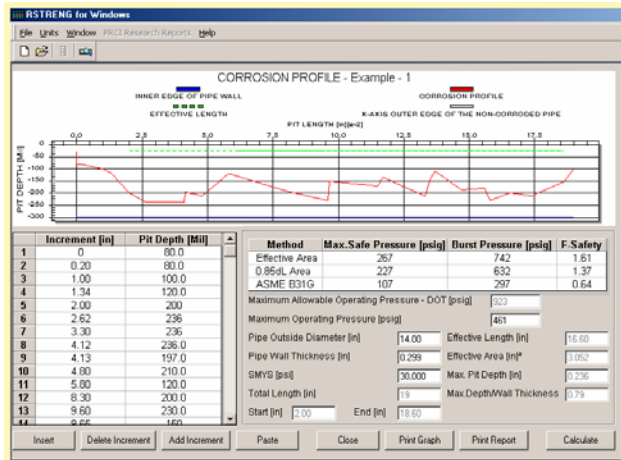 RSTRENG for Windows
File Units Window PRCI Research Reports Help
CORROSION PROFILE - Example - 1
INNER EDGE OF PIPE WALL CORROSION PROFILE
EFFECTIVE LENGTH X-AXIS OUTER EDGE OF THE NON-CORRODED PIPE
PIT LENGTH [in](e-2)
0,0 2,5 5,0 7,5 10,0 12,5 15,0 17,5
PIT DEPTH [Mil]
0
-50
-100
-150
-200
-250
-300
Increment [in] Pit Depth [Mil]
1 0 80.0
2 0.20 80.0
3 1.00 100.0
4 1.34 120.0
5 2.00 200
6 2.62 236
7 3.30 236
8 4.12 236.0
9 4.13 197.0
10 4.80 210.0
11 5.80 120.0
12 8.30 200.0
13 9.60 230.0
14 9.65 160
Method Max.Safe Pressure [psig] Burst Pressure [psig] F-Safety
Effective Area 267 742 1.61
0.85dL Area 227 632 1.37
ASME B31G 107 297 0.64
Maximum Allowable Operating Pressure - DOT [psig] 923
Maximum Operating Pressure [psig] 461
Pipe Outside Diameter [in] 14.00 Effective Length [in] 16.60
Pipe Wall Thickness [in] 0.299 Effective Area [in]² 3.052
SMYS [psi] 30,000 Max. Pit Depth [in] 0.236
Total Length [in] 19 Max.Depth/Wall Thickness 0.79
Start [in] 2.00 End [in] 18.60
Insert Delete Increment Add Increment Paste Close Print Graph Print Report Calculate